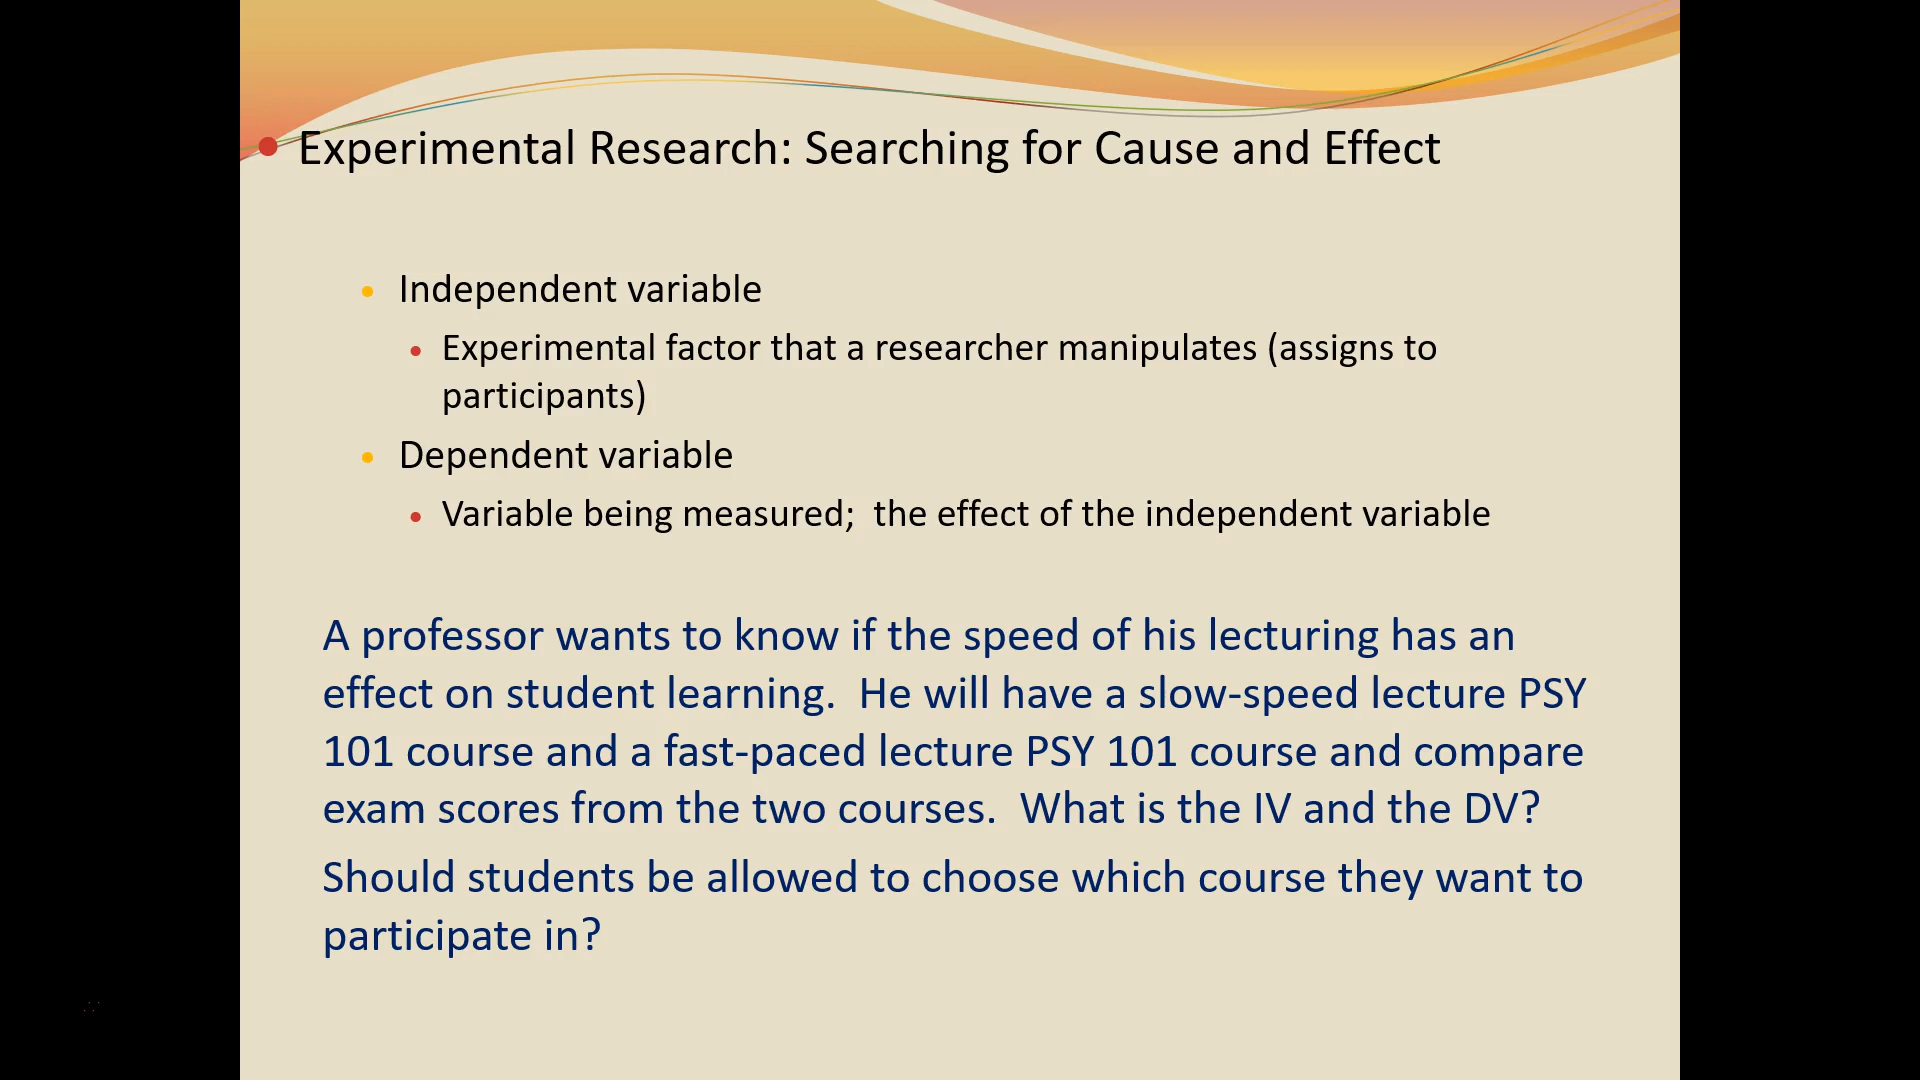 Experimental Research: Searching for Cause and Effect
Independent variable
Experimental factor that a researcher manipulates (assigns to
participants)
Dependent variable
Variable being measured;  the effect of the independent variable
A professor wants to know if the speed of his lecturing has an
effect on student learning.  He will have a slow-speed lecture PSY
101 course and a fast-paced lecture PSY 101 course and compare
exam scores from the two courses.  What is the IV and the DV?
Should students be allowed to choose which course they want to
participate in?